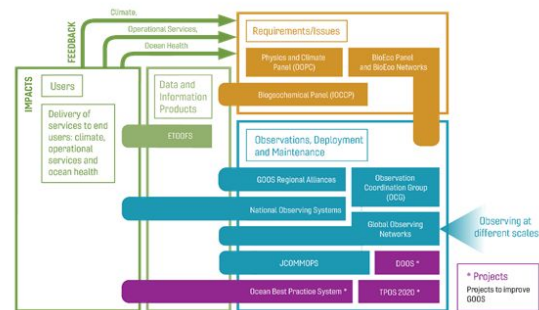 Climate,
Operational Services,
Ocean Health
FEEDBACK
IMPACTS
Users
Delivery of
services to end
users: climate,
operational
services and
ocean health
Data and
Information
Products
ETOOFS
Requirements/Issues
Physics and Climate
Panel (OOPC)
BioEco Panel
and BioEco Networks
Biogeochemical Panel (IOCCP)
Observations, Deployment
and Maintenance
GOOS Regional Alliances
Observation
Coordination Group
(OCG)
National Observing Systems
Global Observing
Networks
JCOMMOPS
DOOS *
Ocean Best Practice System *
TPOS 2020 *
Observing at
different scales
* Projects
Projects to improve
GOOS